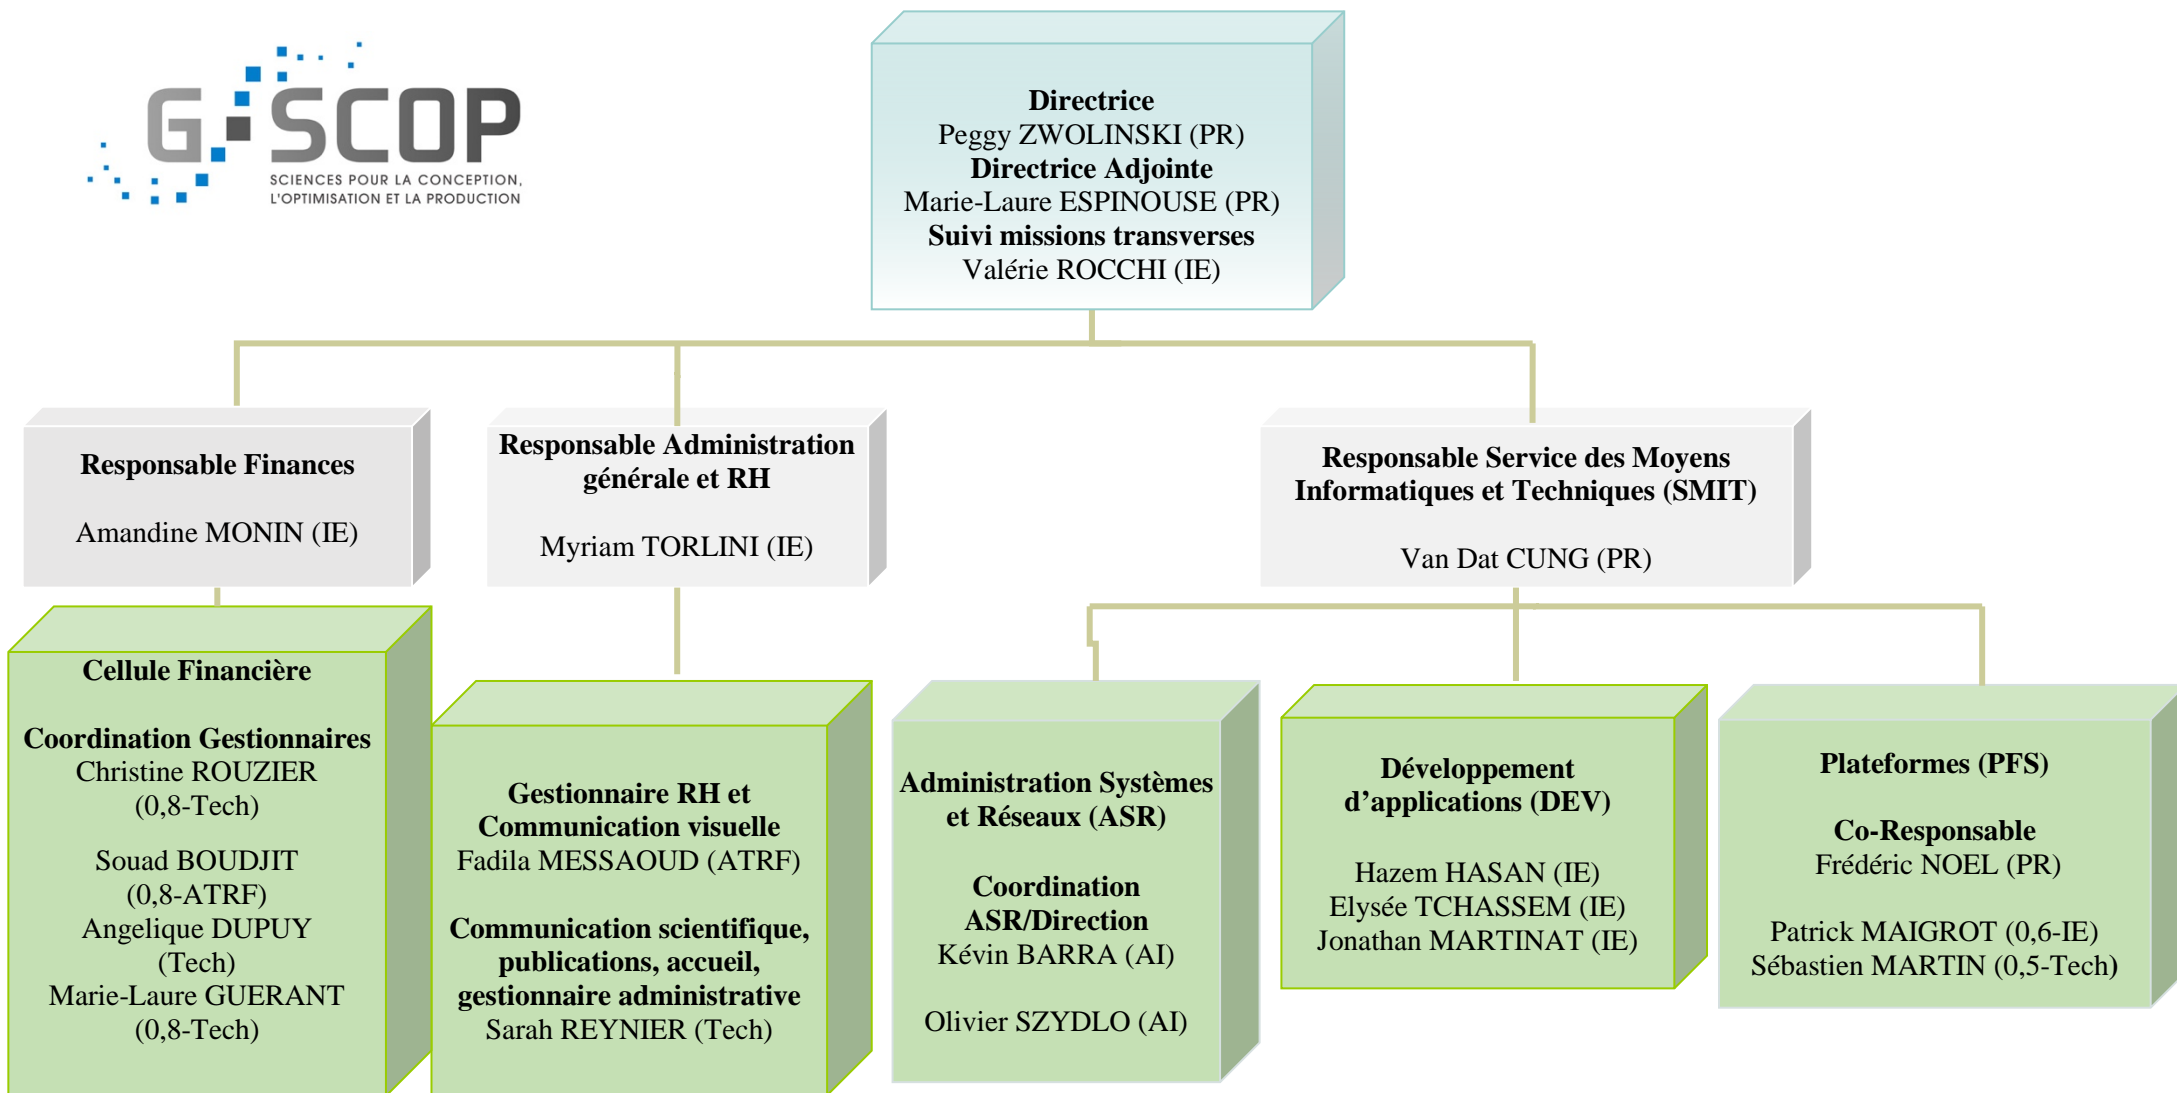 G SCOP
SCIENCES POUR LA CONCEPTION,
L'OPTIMISATION ET LA PRODUCTION
Directrice
Peggy ZWOLINSKI (PR)
Directrice Adjointe
Marie-Laure ESPINOUSE (PR)
Suivi missions transverses
Valérie ROCCHI (IE)
Responsable Finances
Amandine MONIN (IE)
Responsable Administration
générale et RH
Myriam TORLINI (IE)
Responsable Service des Moyens
Informatiques et Techniques (SMIT)
Van Dat CUNG (PR)
Cellule Financière
Coordination Gestionnaires
Christine ROUZIER
(0,8-Tech)
Souad BOUDJIT
(0,8-ATRF)
Angelique DUPUY
(Tech)
Marie-Laure GUERANT
(0,8-Tech)
Gestionnaire RH et
Communication visuelle
Fadila MESSAOUD (ATRF)
Communication scientifique,
publications, accueil,
gestionnaire administrative
Sarah REYNIER (Tech)
Administration Systèmes
et Réseaux (ASR)
Coordination
ASR/Direction
Kévin BARRA (AI)
Olivier SZYDLO (AI)
Développement
d’applications (DEV)
Hazem HASAN (IE)
Elysée TCHASSEM (IE)
Jonathan MARTINAT (IE)
Plateformes (PFS)
Co-Responsable
Frédéric NOEL (PR)
Patrick MAIGROT (0,6-IE)
Sébastien MARTIN (0,5-Tech)